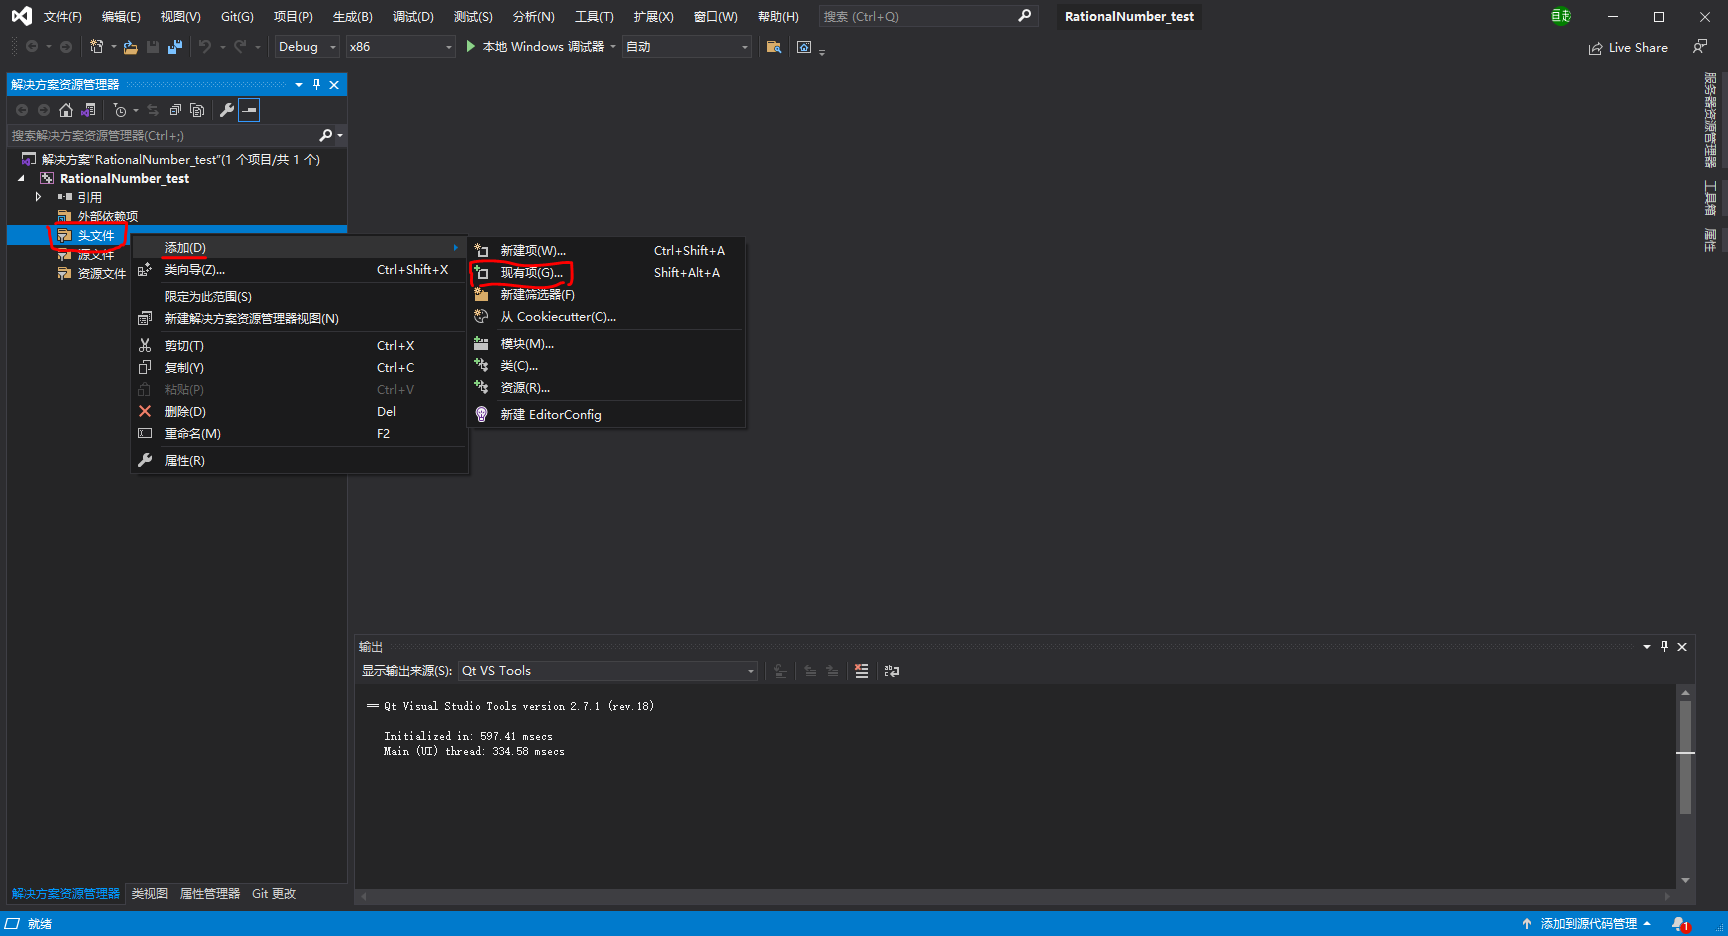 文件(F) 编辑(E) 视图(V) Git(G) 项目(P) 生成(B) 调试(D) 测试(S) 分析(N) 工具(T) 扩展(X) 窗口(W) 帮助(H) 搜索 (Ctrl+Q) RationalNumber_test
Debug x86 本地 Windows 调试器 自动 Live Share
解决方案资源管理器
搜索解决方案资源管理器(Ctrl+;)
解决方案"RationalNumber_test"(1 个项目/共 1 个)
RationalNumber_test
引用
外部依赖项
头文件
源文件
资源文件
添加(D)
类向导(Z)... Ctrl+Shift+X
限定为此范围(S)
新建解决方案资源管理器视图(N)
剪切(T) Ctrl+X
复制(Y) Ctrl+C
粘贴(P) Ctrl+V
删除(D) Del
重命名(M) F2
属性(R)
新建项(W)... Ctrl+Shift+A
现有项(G)... Shift+Alt+A
新建筛选器(F)
从 Cookiecutter(C)...
模块(M)...
类(C)...
资源(R)...
新建 EditorConfig
服务器资源管理器
工具箱
属性
输出
显示输出来源(S): Qt VS Tools
== Qt Visual Studio Tools version 2.7.1 (rev.18)
Initialized in: 597.41 msecs
Main (UI) thread: 334.58 msecs
解决方案资源管理器 类视图 属性管理器 Git 更改
就绪 添加到源代码管理 1